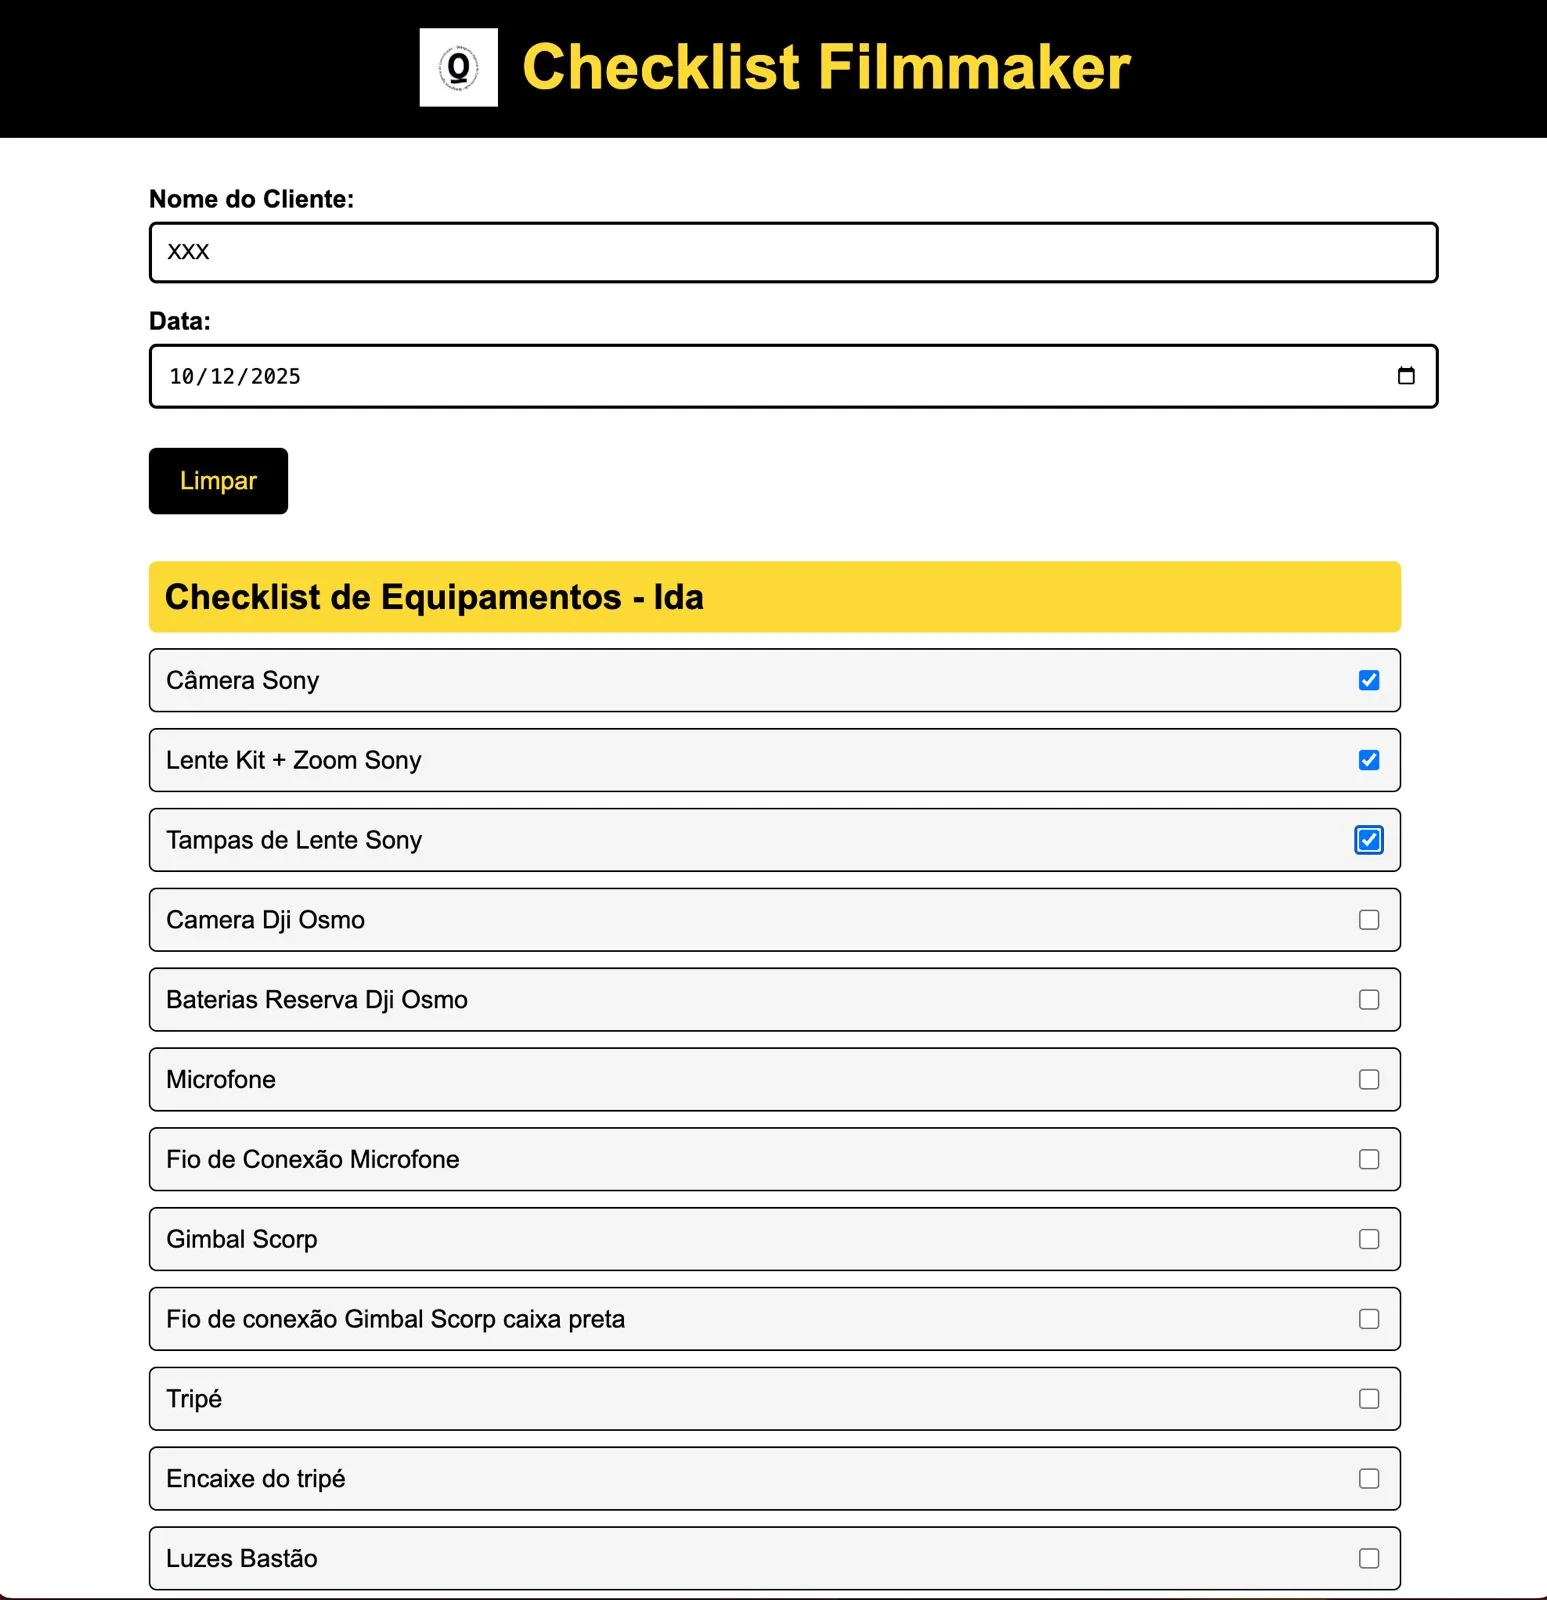 Q
Checklist Filmmaker
Nome do Cliente:
XXX
Data:
10/12/2025
Limpar
Checklist de Equipamentos - Ida
Câmera Sony
Lente Kit + Zoom Sony
Tampas de Lente Sony
Camera Dji Osmo
Baterias Reserva Dji Osmo
Microfone
Fio de Conexão Microfone
Gimbal Scorp
Fio de conexão Gimbal Scorp caixa preta
Tripé
Encaixe do tripé
Luzes Bastão